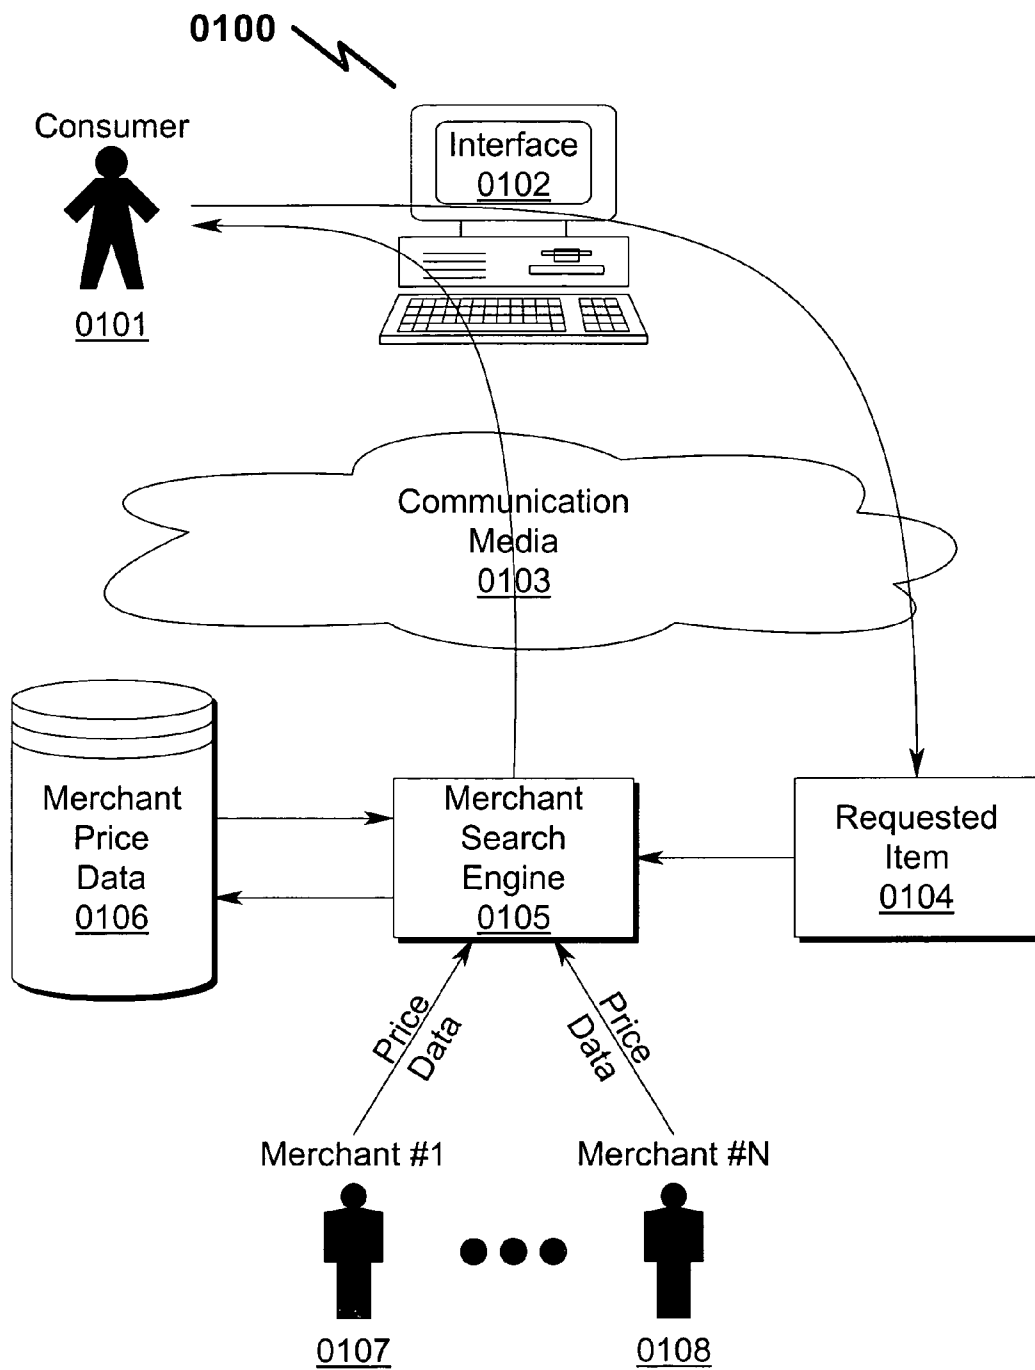 0100
Consumer
0101
Interface
0102
Communication
Media
0103
Merchant
Price
Data
0106
Merchant
Search
Engine
0105
Requested
Item
0104
Price
Data
Price
Data
Merchant #1
Merchant #N
0107
0108